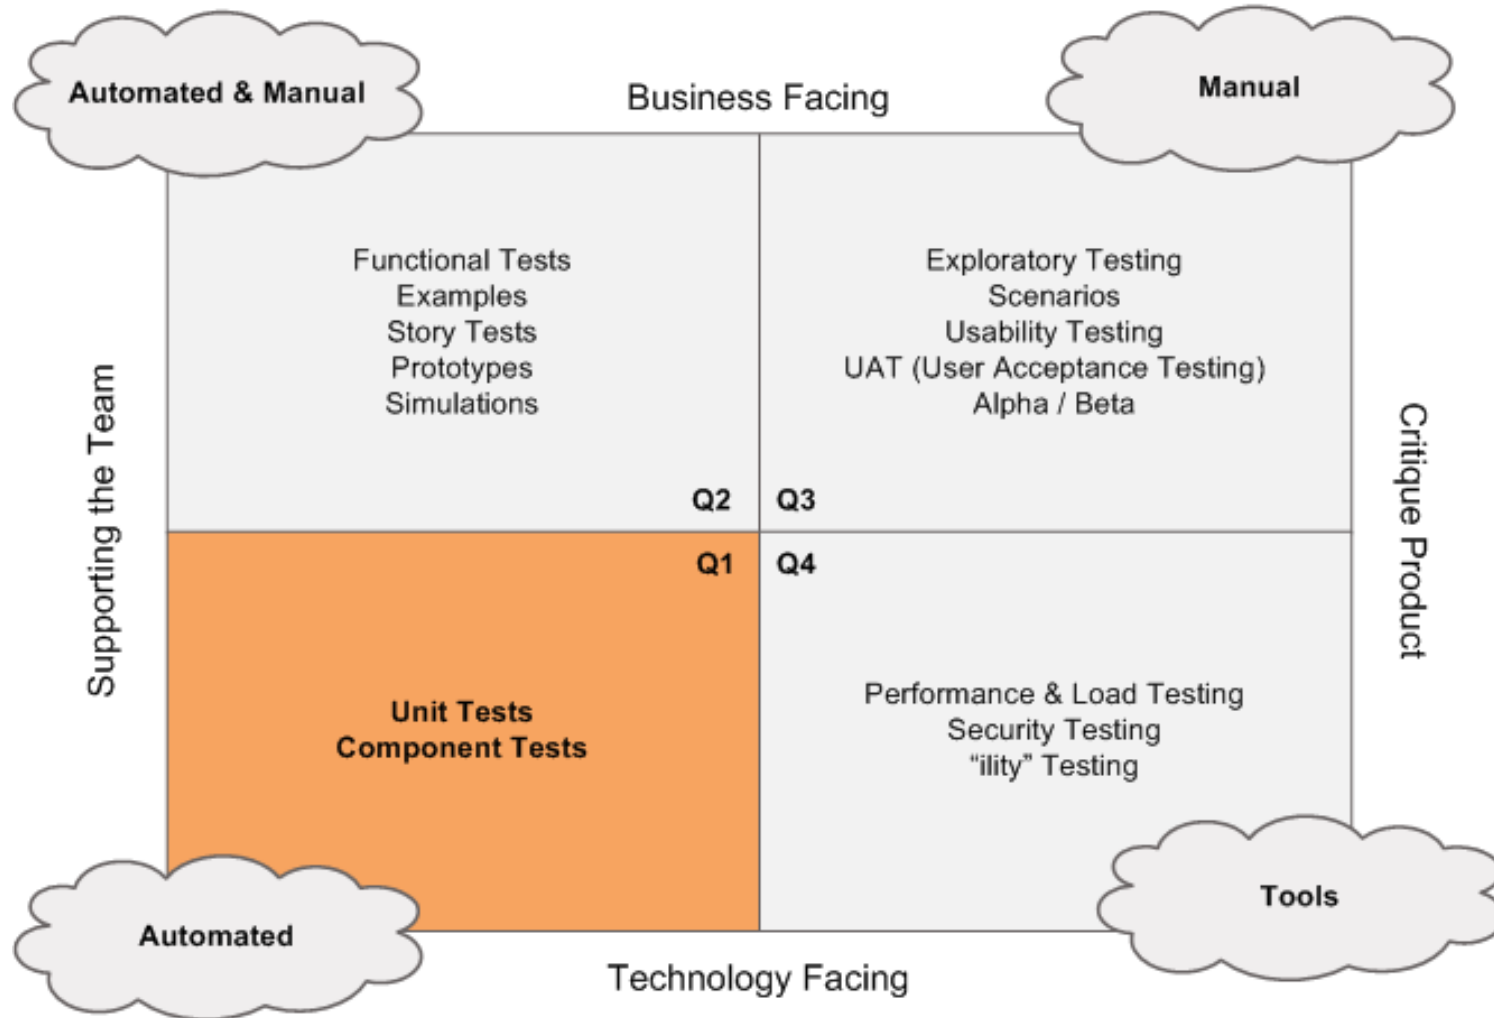 Automated & Manual
Business Facing
Manual
Functional Tests
Examples
Story Tests
Prototypes
Simulations
Q2
Exploratory Testing
Scenarios
Usability Testing
UAT (User Acceptance Testing)
Alpha / Beta
Q3
Supporting the Team
Critique Product
Q1
Unit Tests
Component Tests
Q4
Performance & Load Testing
Security Testing
“ility” Testing
Automated
Technology Facing
Tools